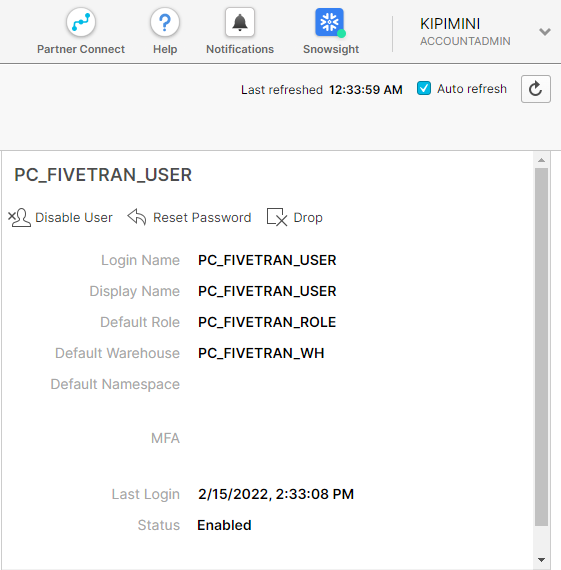 Partner Connect Help Notifications Snowsight KIPIMINI
ACCOUNTADMIN
Last refreshed 12:33:59 AM Auto refresh
PC_FIVETRAN_USER
Disable User Reset Password Drop
Login Name PC_FIVETRAN_USER
Display Name PC_FIVETRAN_USER
Default Role PC_FIVETRAN_ROLE
Default Warehouse PC_FIVETRAN_WH
Default Namespace
MFA
Last Login 2/15/2022, 2:33:08 PM
Status Enabled